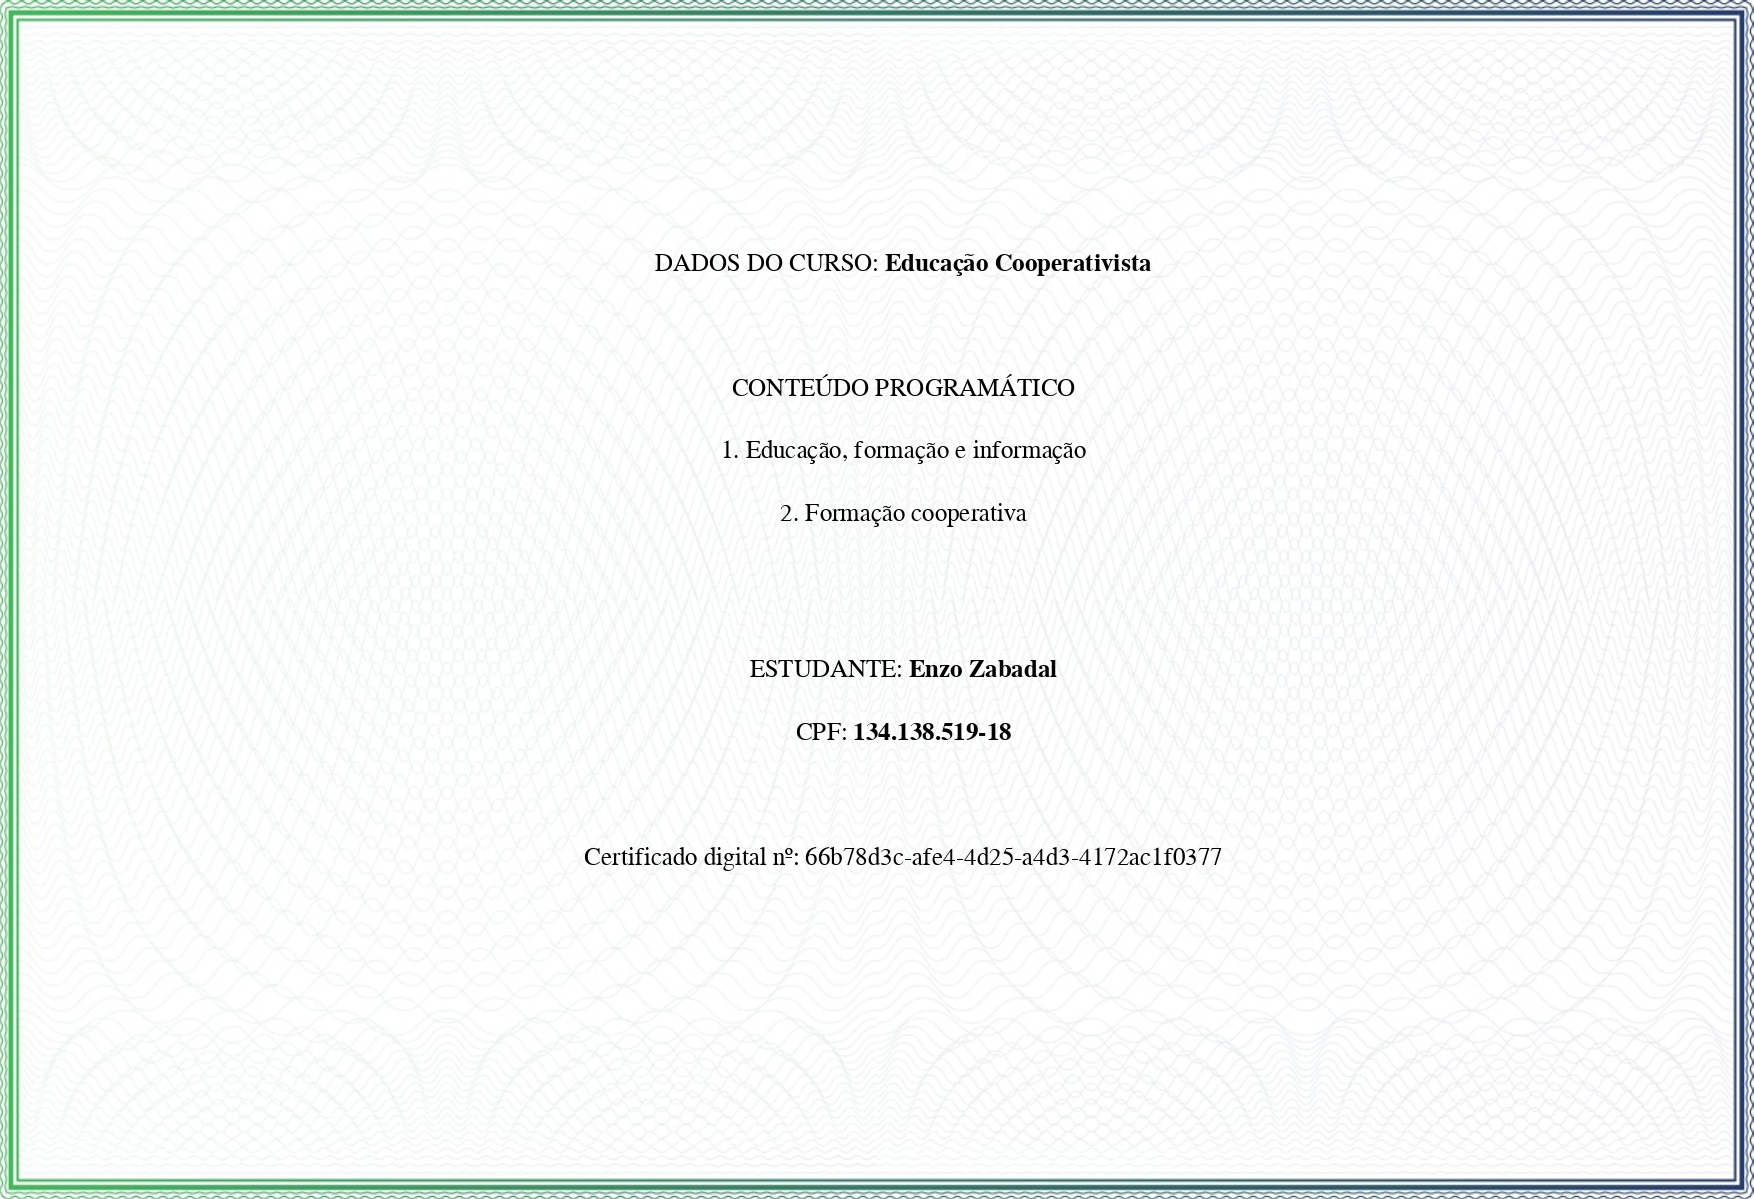 DADOS DO CURSO: Educação Cooperativista
CONTEÚDO PROGRAMÁTICO
1. Educação, formação e informação
2. Formação cooperativa
ESTUDANTE: Enzo Zabadal
CPF: 134.138.519-18
Certificado digital nº: 66b78d3c-afe4-4d25-a4d3-4172ac1f0377